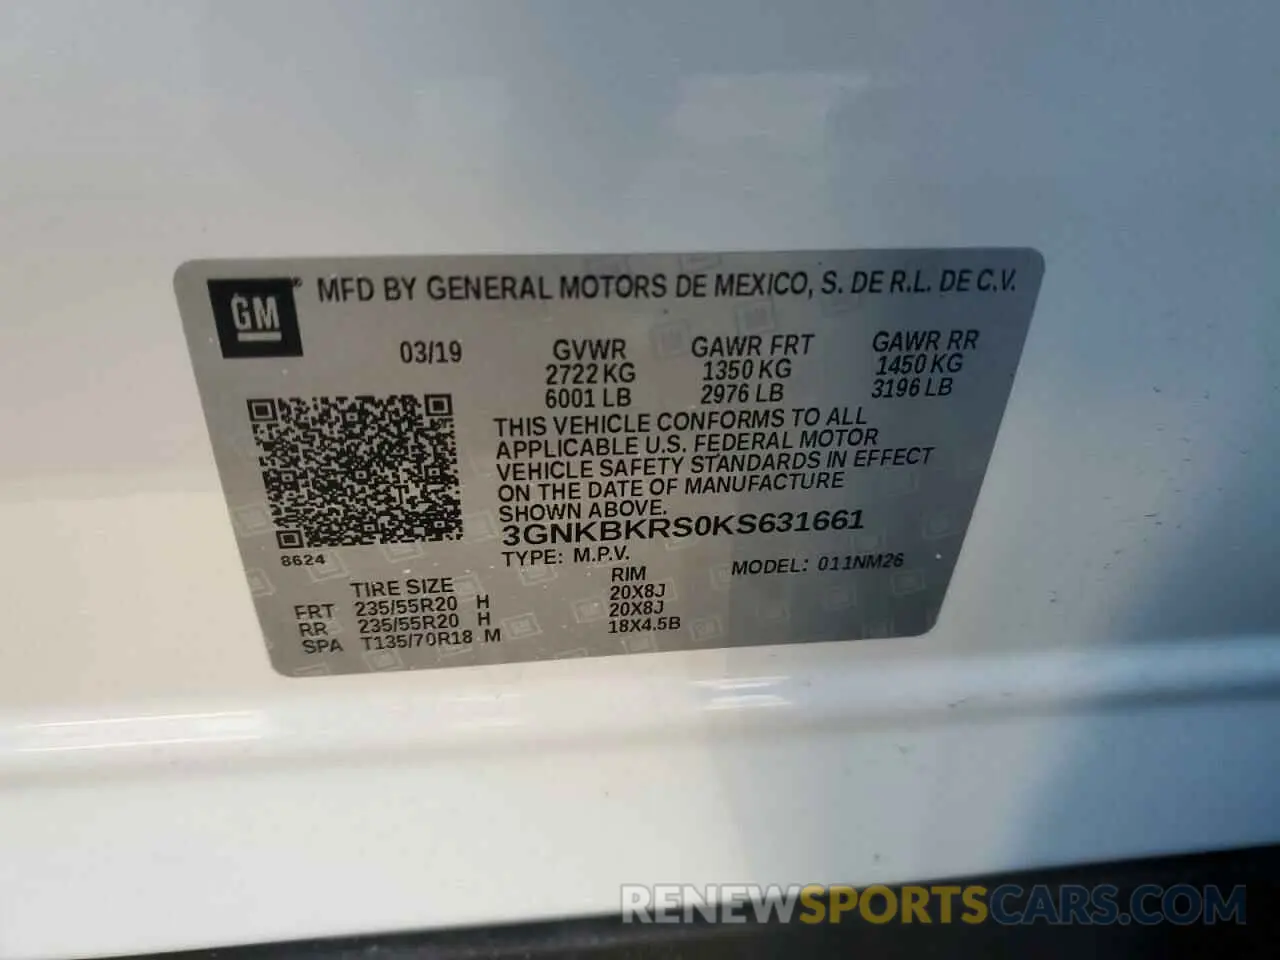 GM
MFD BY GENERAL MOTORS DE MEXICO, S. DE R.L. DE C.V.
03/19 GVWR GAWR FRT GAWR RR
2722 KG 1350 KG 1450 KG
6001 LB 2976 LB 3196 LB
THIS VEHICLE CONFORMS TO ALL
APPLICABLE U.S. FEDERAL MOTOR
VEHICLE SAFETY STANDARDS IN EFFECT
ON THE DATE OF MANUFACTURE
SHOWN ABOVE.
3GNKBKRS0KS631661
8624
TYPE: M.P.V. MODEL: 011NM26
TIRE SIZE RIM
FRT 235/55R20 H 20X8J
RR 235/55R20 H 20X8J
SPA T135/70R18 M 18X4.5B
RENEWSPORTSCARS.COM